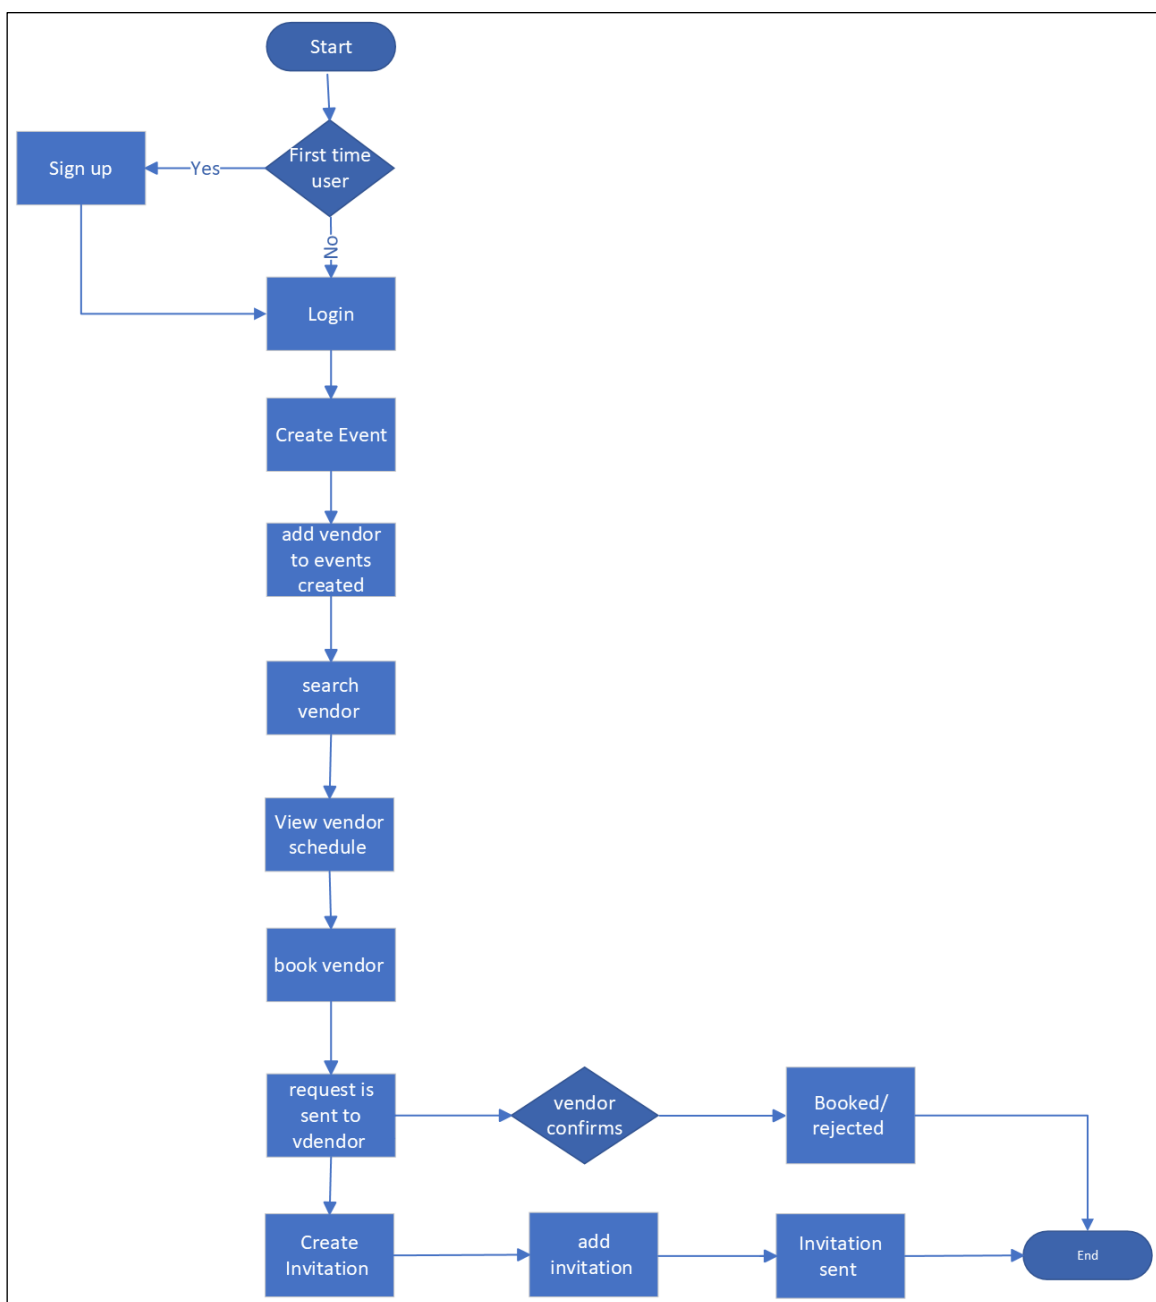 Start
First time
user
Yes
Sign up
No
Login
Create Event
add vendor
to events
created
search
vendor
View vendor
schedule
book vendor
request is
sent to
vdendor
vendor
confirms
Booked/
rejected
Create
Invitation
add
invitation
Invitation
sent
End